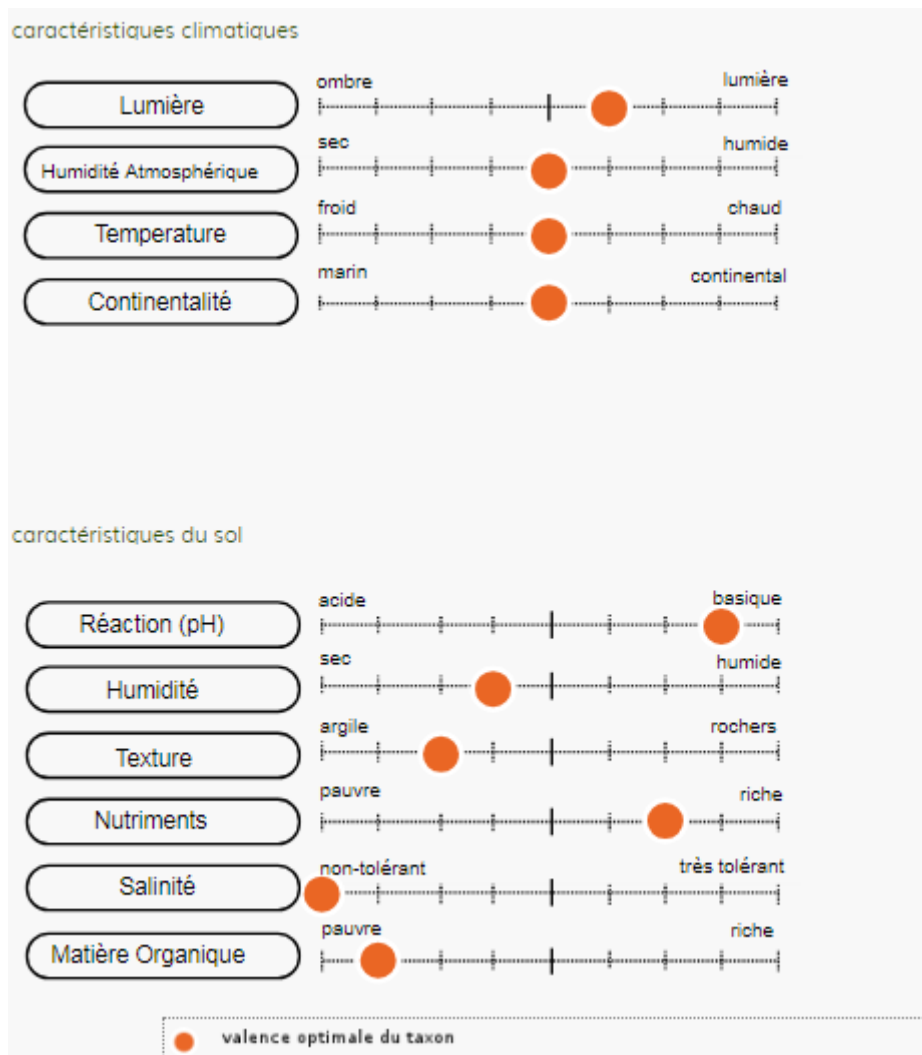 caractéristiques climatiques
ombre lumière
Lumière
sec humide
Humidité Atmosphérique
froid chaud
Temperature
marin continental
Continentalité
caractéristiques du sol
acide basique
Réaction (pH)
sec humide
Humidité
argile rochers
Texture
pauvre riche
Nutriments
non-tolérant très tolérant
Salinité
pauvre riche
Matière Organique
valence optimale du taxon